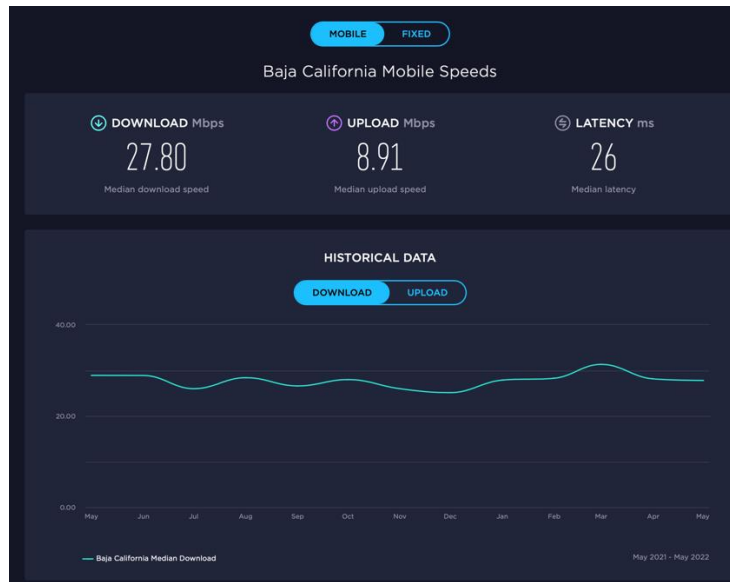 MOBILE FIXED
Baja California Mobile Speeds
DOWNLOAD Mbps
27.80
Median download speed
UPLOAD Mbps
8.91
Median upload speed
LATENCY ms
26
Median latency
HISTORICAL DATA
DOWNLOAD UPLOAD
40.00
20.00
0.00
May Jun Jul Aug Sep Oct Nov Dec Jan Feb Mar Apr May
Baja California Median Download
May 2021 - May 2022